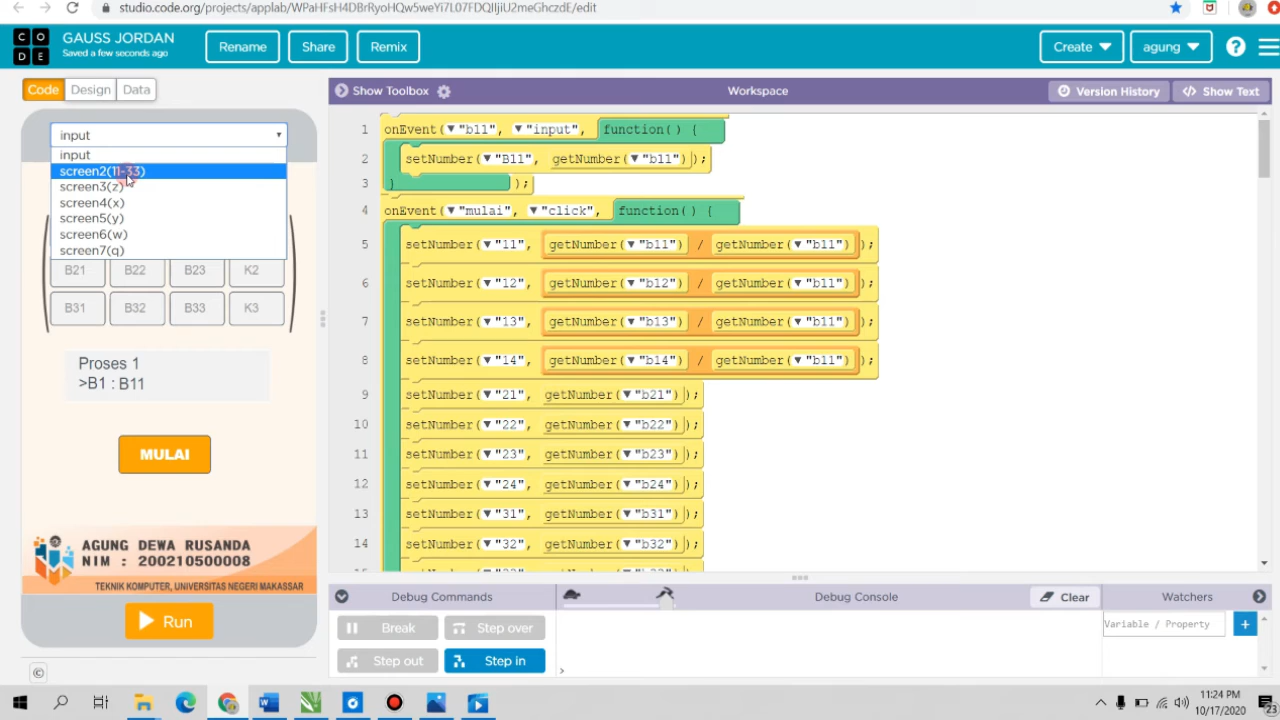 studio.code.org/projects/applab/WPaHFsH4DBrRyoHQw5weYi7L07FDQIljiU2meGhczdE/edit
C O D E
GAUSS JORDAN
Saved a few seconds ago
Rename
Share
Remix
Create
agung
?
Code
Design
Data
Show Toolbox
Workspace
Version History
</> Show Text
input
input
screen2(11-33)
screen3(z)
screen4(x)
screen5(y)
screen6(w)
screen7(q)
B21 B22 B23 K2
B31 B32 B33 K3
Proses 1
>B1 : B11
MULAI
AGUNG DEWA RUSANDA
NIM : 200210500008
TEKNIK KOMPUTER, UNIVERSITAS NEGERI MAKASSAR
Run
©
1 onEvent("b11", "input", function() {
2 setNumber("B11", getNumber("b11"));
3 });
4 onEvent("mulai", "click", function() {
5 setNumber("11", getNumber("b11") / getNumber("b11"));
6 setNumber("12", getNumber("b12") / getNumber("b11"));
7 setNumber("13", getNumber("b13") / getNumber("b11"));
8 setNumber("14", getNumber("b14") / getNumber("b11"));
9 setNumber("21", getNumber("b21"));
10 setNumber("22", getNumber("b22"));
11 setNumber("23", getNumber("b23"));
12 setNumber("24", getNumber("b24"));
13 setNumber("31", getNumber("b31"));
14 setNumber("32", getNumber("b32"));
Debug Commands
Debug Console
Clear
Watchers
Break
Step over
Step out
Step in
Variable / Property
+
>
11:24 PM
10/17/2020
23